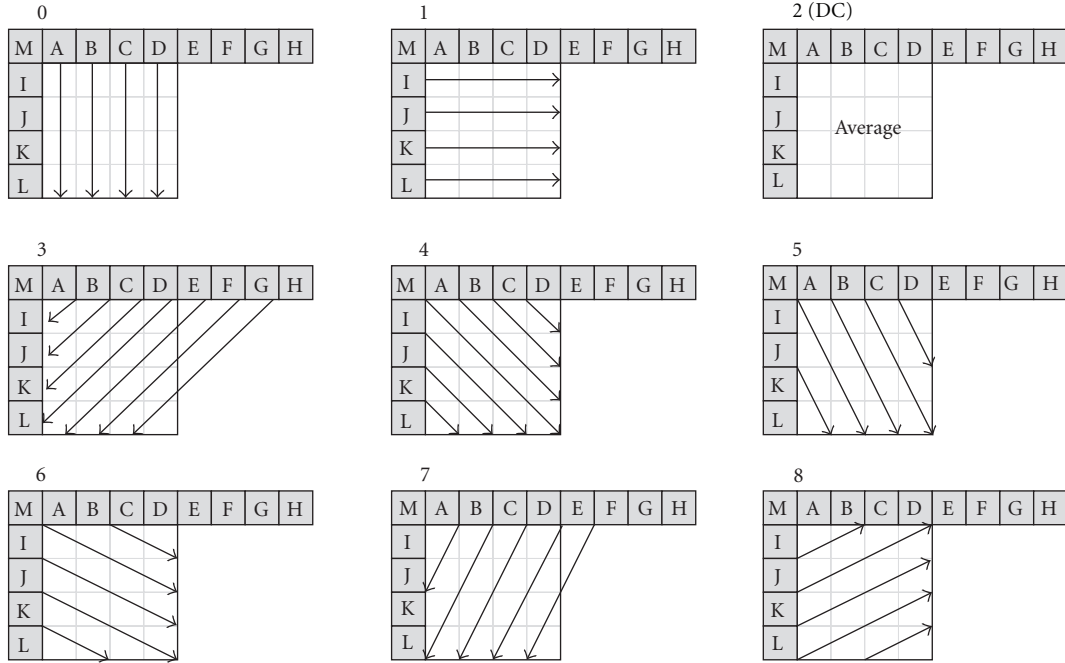 0 1 2 (DC)
M A B C D E F G H M A B C D E F G H M A B C D E F G H
I I I
J J Average J
K K K
L L L
3 4 5
M A B C D E F G H M A B C D E F G H M A B C D E F G H
I I I
J J J
K K K
L L L
6 7 8
M A B C D E F G H M A B C D E F G H M A B C D E F G H
I I I
J J J
K K K
L L L